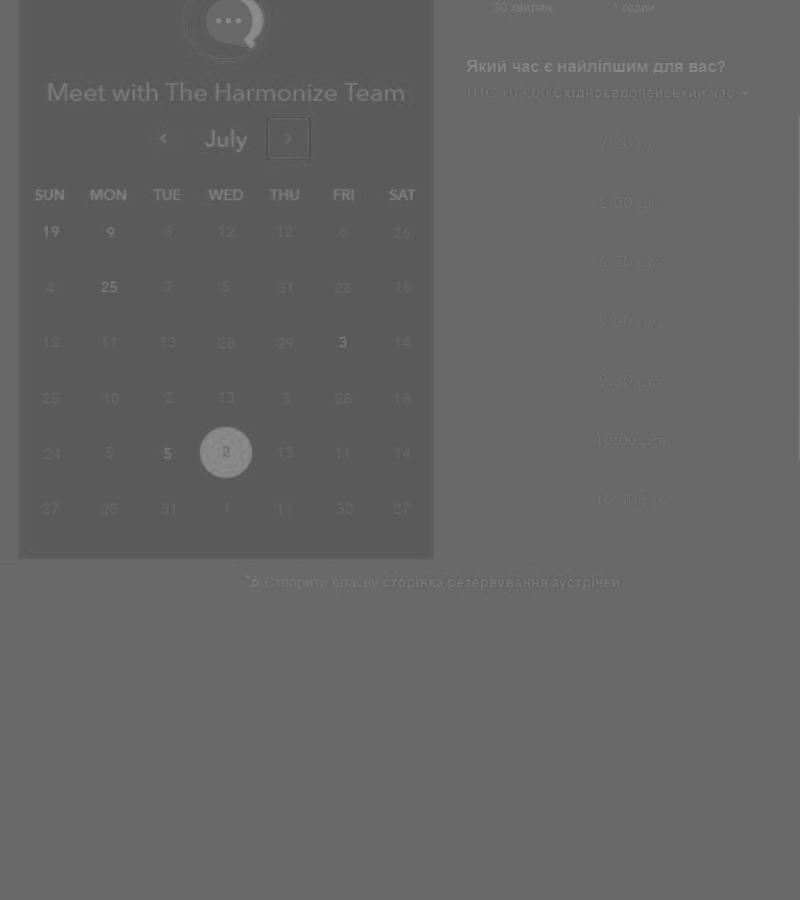 30 хвилин 1 годин
Meet with The Harmonize Team
July
SUN MON TUE WED THU FRI SAT
19 9 8 12 12 6 26
4 25 7 5 31 28 16
12 11 13 28 29 3 14
25 10 2 13 3 28 18
24 5 5 2 13 11 14
27 28 31 1 11 30 27
Який час є найліпшим для вас?
UTC +03:00 Східноєвропейський час
7:30 pm
8:00 pm
8:30 pm
9:00 pm
9:30 pm
10:00 pm
10:30 pm
Створити власну сторінка резервування зустрічей